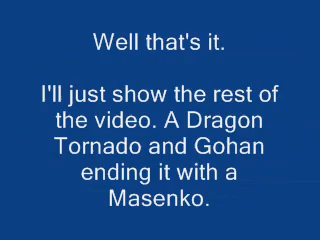 Well that's it.
I'll just show the rest of
the video. A Dragon
Tornado and Gohan
ending it with a
Masenko.